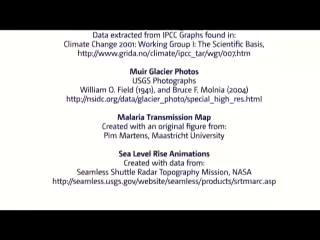 Data extracted from IPCC Graphs found in:
Climate Change 2001: Working Group I: The Scientific Basis,
http://www.grida.no/climate/ipcc_tar/wg1/007.htm
Muir Glacier Photos
USGS Photographs
William O. Field (1941), and Bruce F. Molnia (2004)
http://nsidc.org/data/glacier_photo/special_high_res.html
Malaria Transmission Map
Created with an original figure from:
Pim Martens, Maastricht University
Sea Level Rise Animations
Created with data from:
Seamless Shuttle Radar Topography Mission, NASA
http://seamless.usgs.gov/website/seamless/products/srtmarc.asp